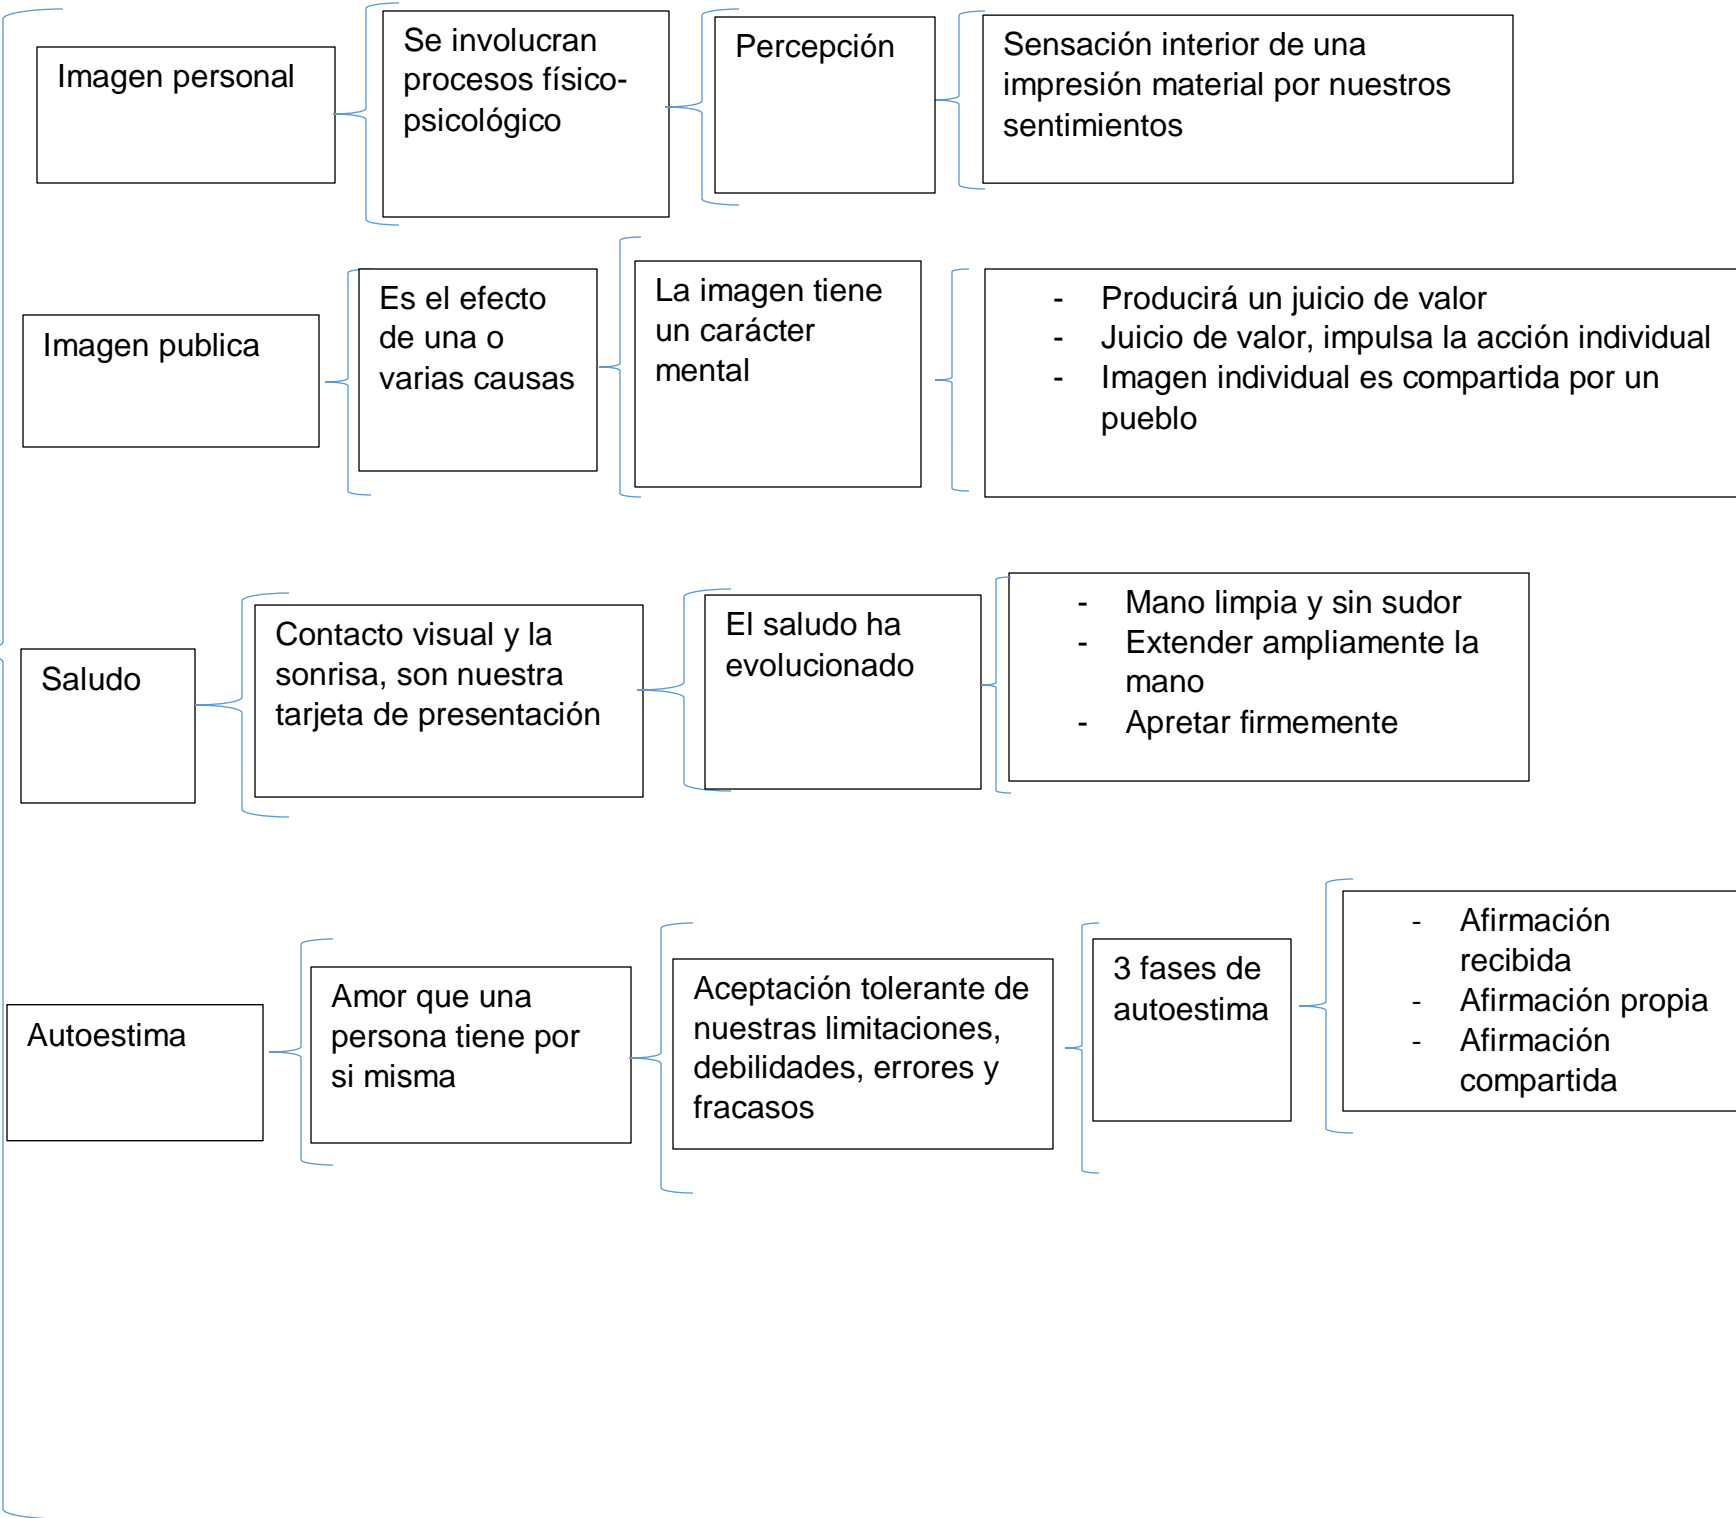 Imagen personal
Se involucran
procesos físico-
psicológico
Percepción
Sensación interior de una
impresión material por nuestros
sentimientos
Imagen publica
Es el efecto
de una o
varias causas
La imagen tiene
un carácter
mental
- Producirá un juicio de valor
- Juicio de valor, impulsa la acción individual
- Imagen individual es compartida por un
pueblo
Saludo
Contacto visual y la
sonrisa, son nuestra
tarjeta de presentación
El saludo ha
evolucionado
- Mano limpia y sin sudor
- Extender ampliamente la
mano
- Apretar firmemente
Autoestima
Amor que una
persona tiene por
si misma
Aceptación tolerante de
nuestras limitaciones,
debilidades, errores y
fracasos
3 fases de
autoestima
- Afirmación
recibida
- Afirmación propia
- Afirmación
compartida